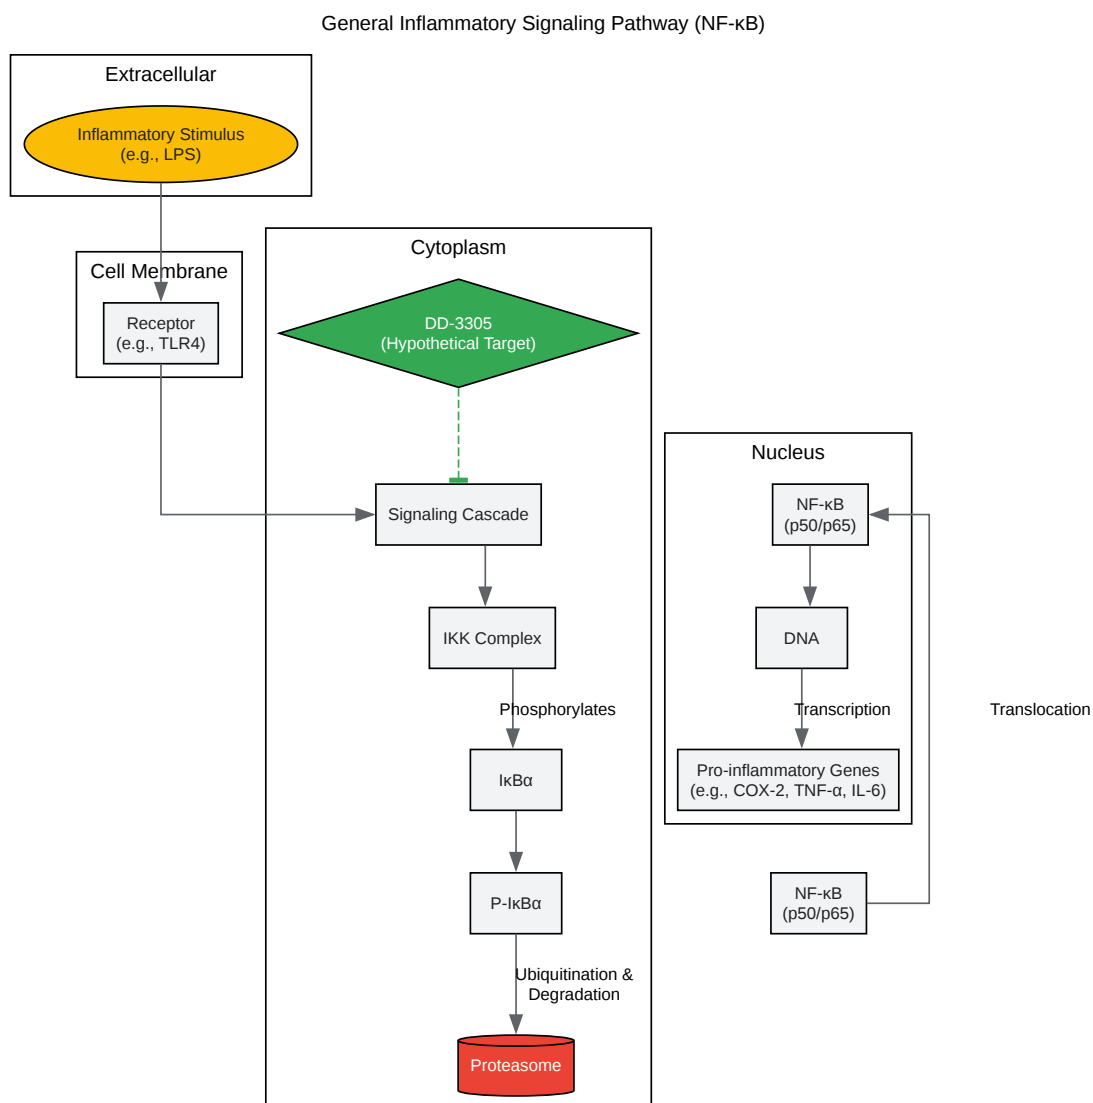 General Inflammatory Signaling Pathway (NF-κB)
Extracellular
Inflammatory Stimulus
(e.g., LPS)
Cell Membrane
Receptor
(e.g., TLR4)
Cytoplasm
DD-3305
(Hypothetical Target)
Signaling Cascade
IKK Complex
Phosphorylates
IκBα
P-IκBα
Ubiquitination &
Degradation
Proteasome
Nucleus
NF-κB
(p50/p65)
DNA
Transcription
Pro-inflammatory Genes
(e.g., COX-2, TNF-α, IL-6)
Translocation
NF-κB
(p50/p65)